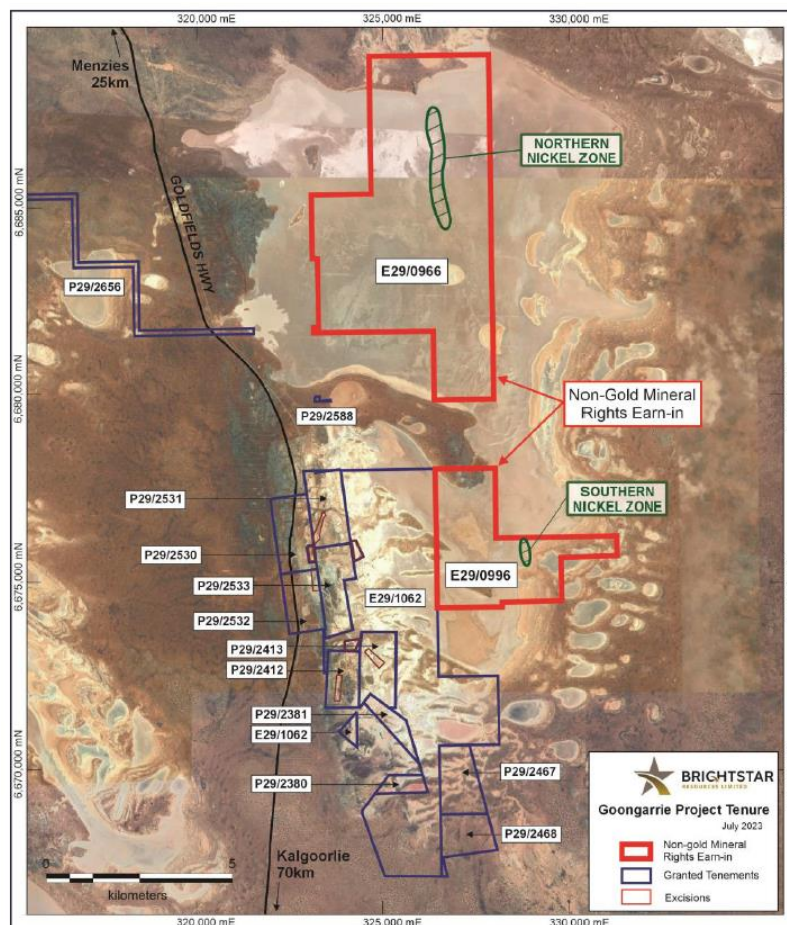 320,000 mE
325,000 mE
330,000 mE
Menzies
25km
GOLDFIELDS HWY
NORTHERN
NICKEL ZONE
6,685,000 mN
P29/2656
E29/0966
6,680,000 mN
Non-Gold Mineral
Rights Earn-in
P29/2588
P29/2531
SOUTHERN
NICKEL ZONE
P29/2530
E29/0996
6,675,000 mN
P29/2533
E29/1062
P29/2532
P29/2413
P29/2412
P29/2381
E29/1062
P29/2467
P29/2380
6,670,000 mN
P29/2468
Kalgoorlie
70km
0
5
kilometers
BRIGHTSTAR
RESOURCES LIMITED
Goongarrie Project Tenure
July 2023
Non-gold Mineral
Rights Earn-in
Granted Tenements
Excisions
320,000 mE
325,000 mE
330,000 mE